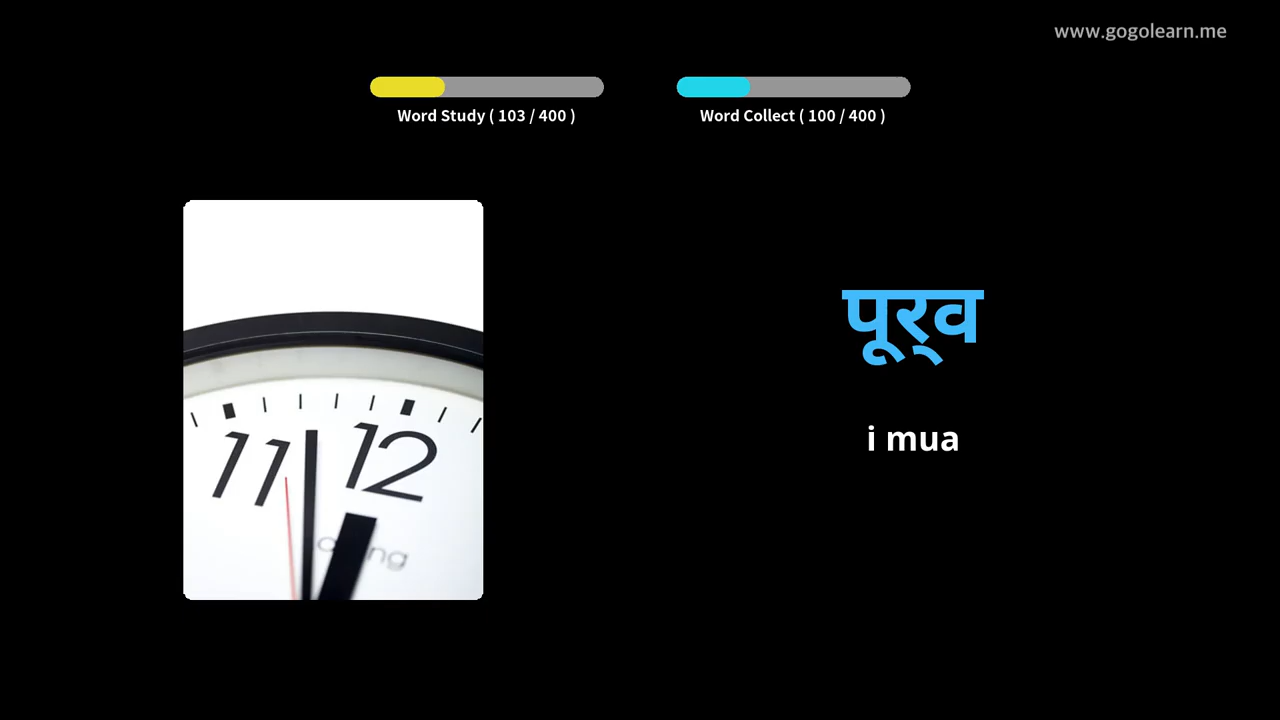 www.gogolearn.me
Word Study ( 103 / 400 )
Word Collect ( 100 / 400 )
पूर्‌व
i mua
11
12